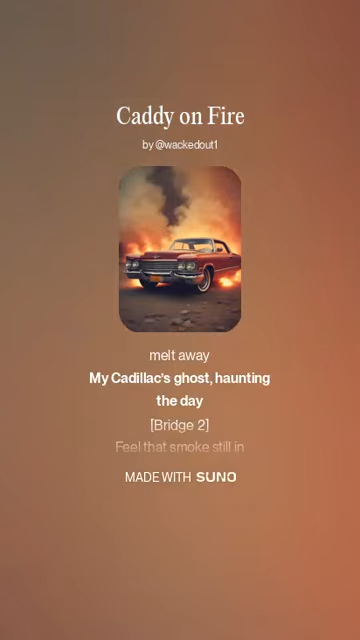 Caddy on Fire
by @wackedout1
melt away
My Cadillac's ghost, haunting
the day
[Bridge 2]
Feel that smoke still in
MADE WITH SUNO